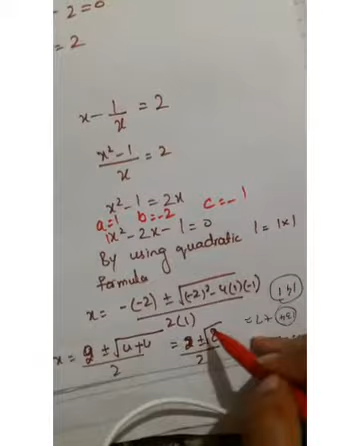 - 2 = 0
= 2
x - 1/x = 2
x² - 1/x = 2
x² - 1 = 2x
a=1 b=-2 c=-1
1x² - 2x - 1 = 0
By using quadratic 1 = 1x1
formula
x = -(-2) ± √(-2)² - 4(1)(-1) / 2(1)
x = 2 ± √4+4 / 2 = 2 ± √8 / 2